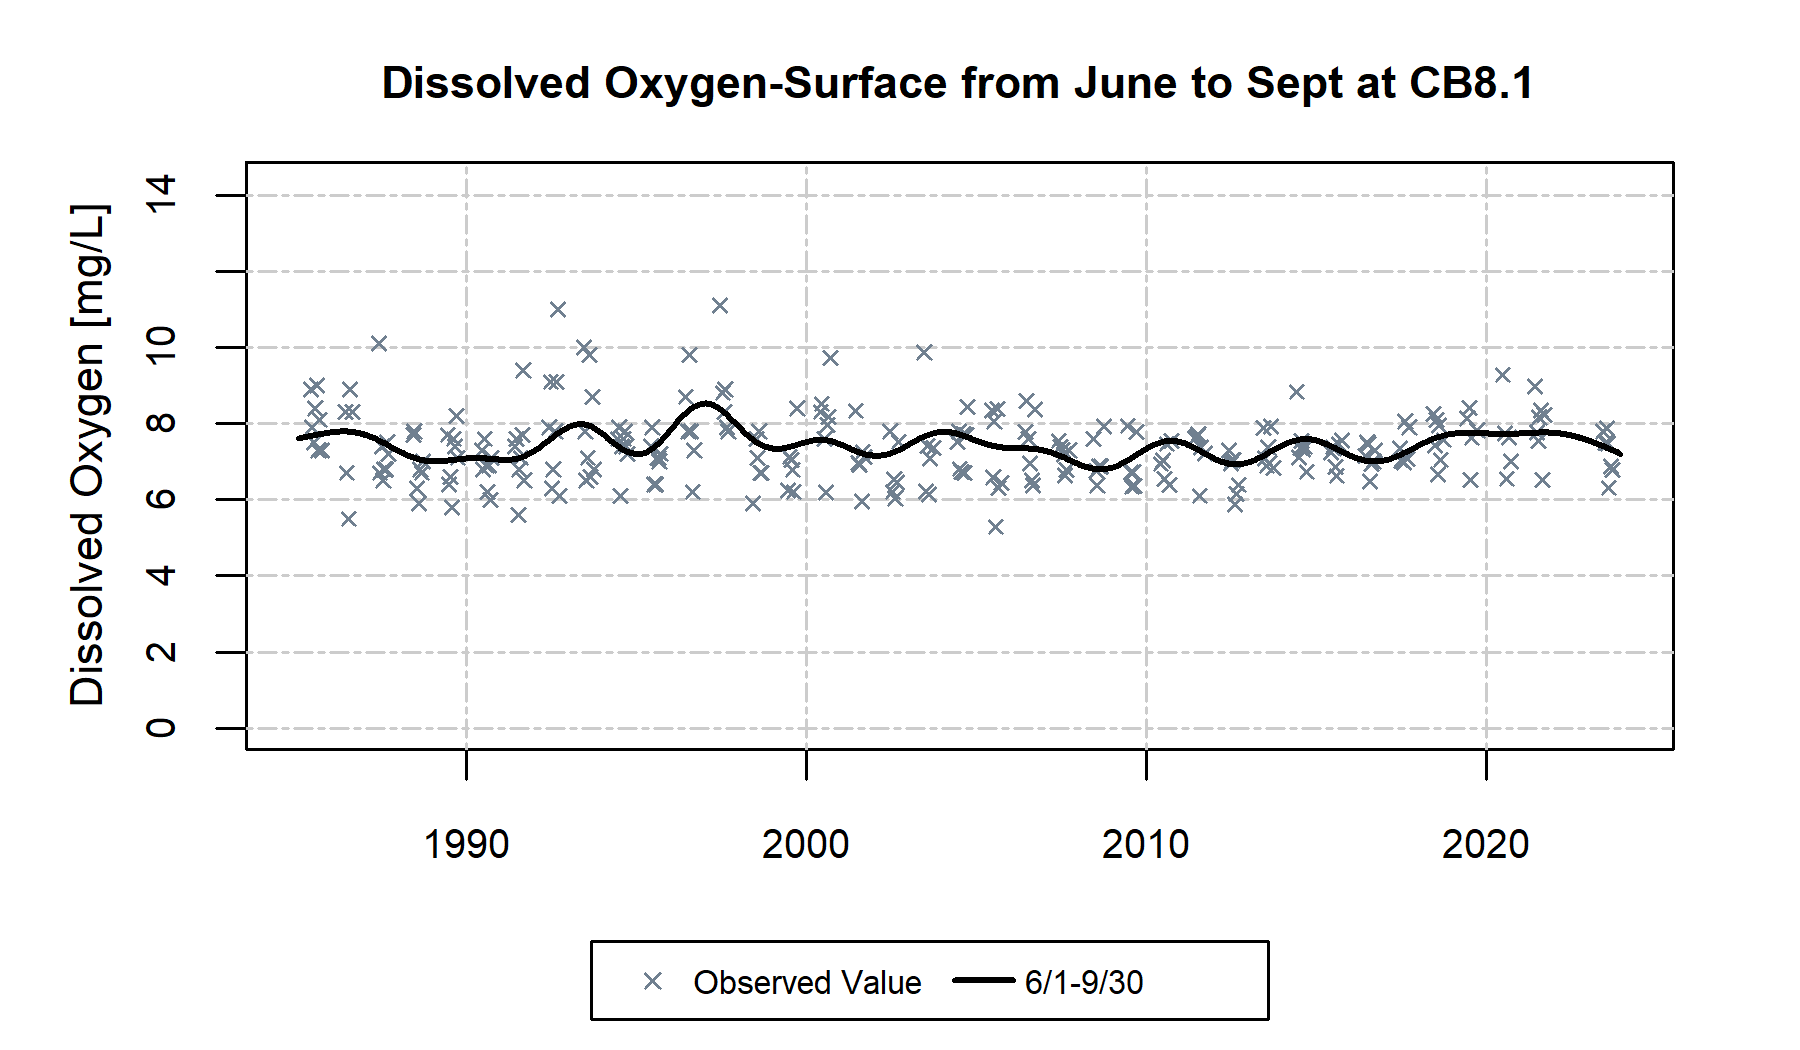 Dissolved Oxygen-Surface from June to Sept at CB8.1
Dissolved Oxygen [mg/L]
14
10
8
6
4
2
0
1990 2000 2010 2020
Observed Value 6/1-9/30